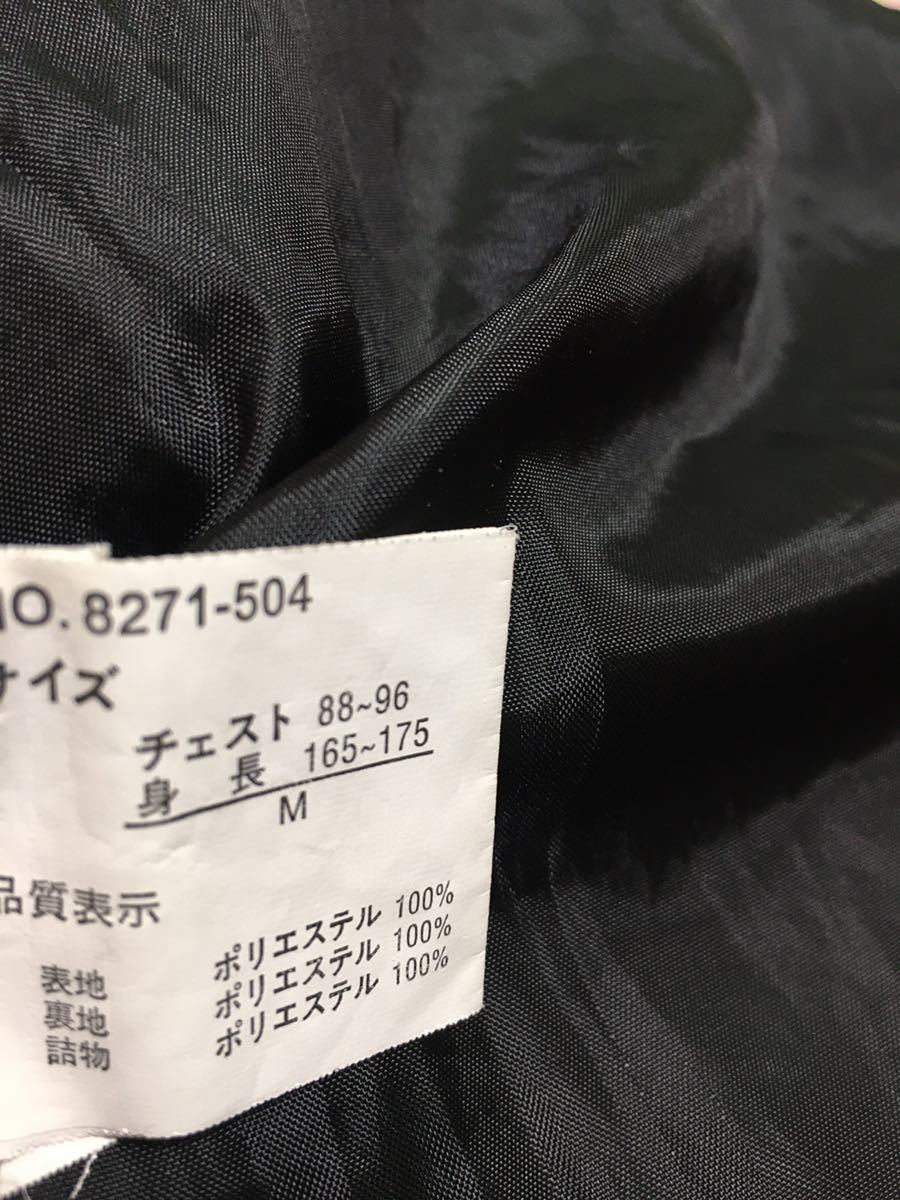 NO. 8271-504
サイズ
チェスト 88~96
身 長 165~175
M
品質表示
表地 ポリエステル 100%
裏地 ポリエステル 100%
詰物 ポリエステル 100%